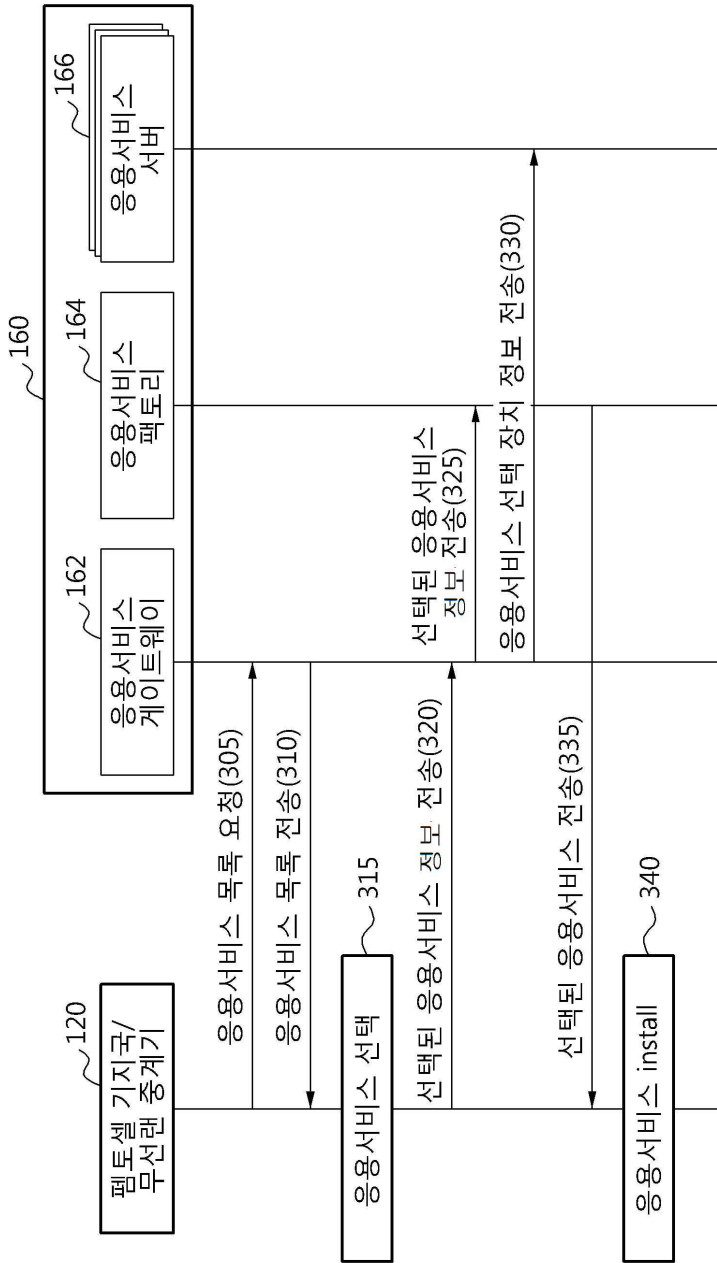 160
120
162
164
166
펨토셀 기지국/
무선랜 중계기
응용서비스
게이트웨이
응용서비스
팩토리
응용서비스
서버
응용서비스 목록 요청(305)
응용서비스 목록 전송(310)
응용서비스 선택
315
선택된 응용서비스 정보 전송(320)
선택된 응용서비스
정보 전송(325)
응용서비스 선택 장치 정보 전송(330)
선택된 응용서비스 전송(335)
응용서비스 install
340